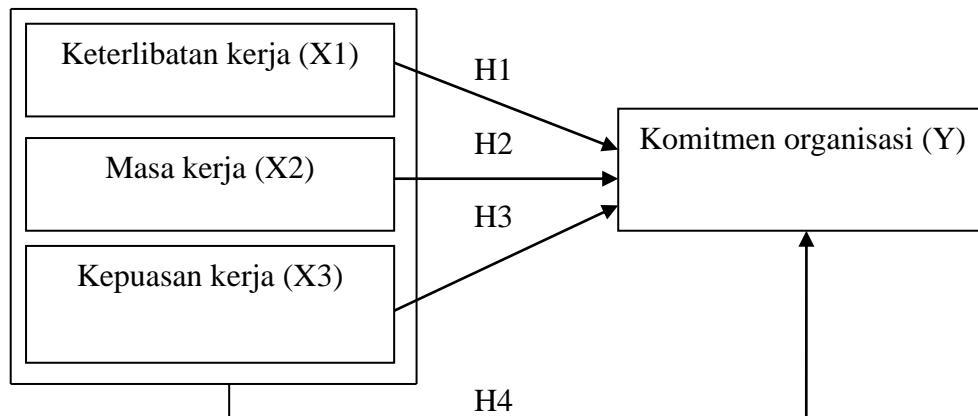 Keterlibatan kerja (X1)
H1
Komitmen organisasi (Y)
H2
Masa kerja (X2)
H3
Kepuasan kerja (X3)
H4